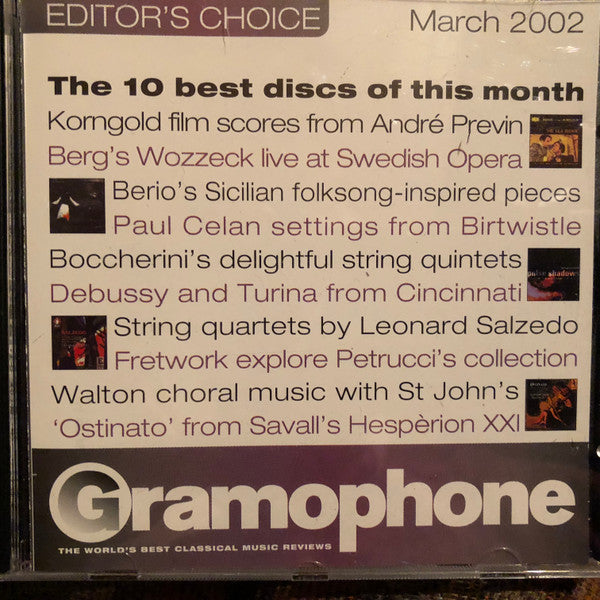 EDITOR'S CHOICE March 2002
The 10 best discs of this month
Korngold film scores from André Previn
Berg's Wozzeck live at Swedish Opera
Berio's Sicilian folksong-inspired pieces
Paul Celan settings from Birtwistle
Boccherini's delightful string quintets
Debussy and Turina from Cincinnati
String quartets by Leonard Salzedo
Fretwork explore Petrucci's collection
Walton choral music with St John's
'Ostinato' from Savall's Hespèrion XXI
Gramophone
THE WORLD'S BEST CLASSICAL MUSIC REVIEWS